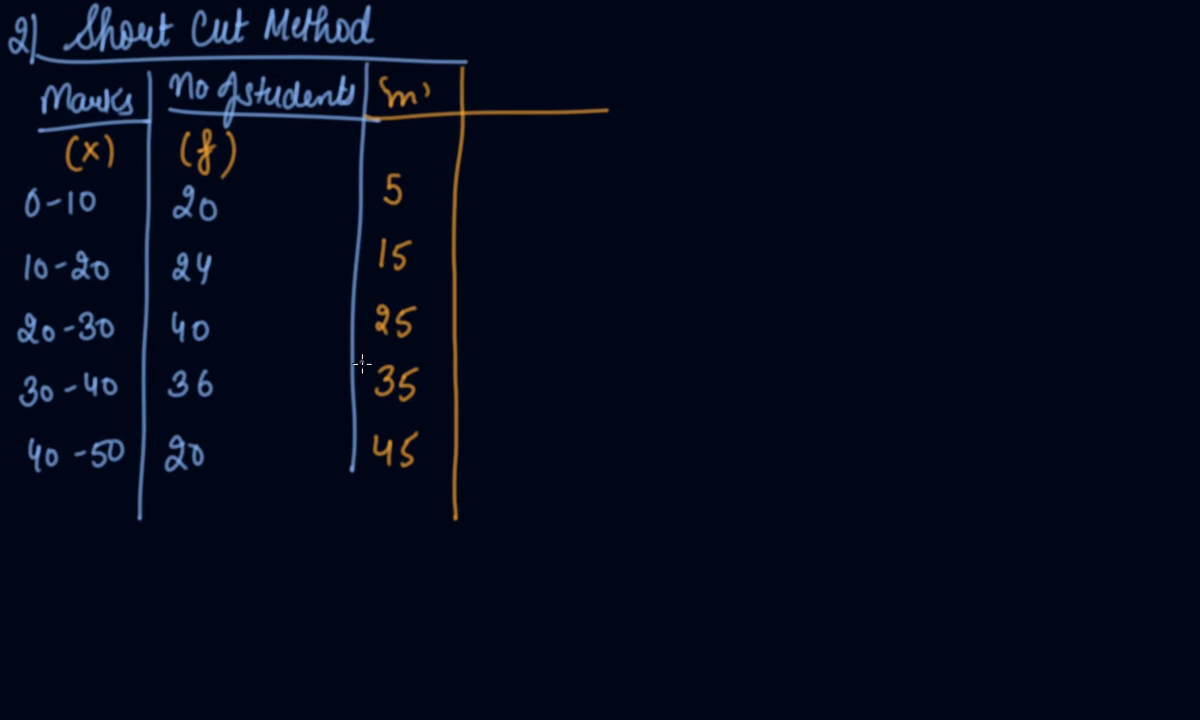 2) Short Cut Method
Marks No of students 'm'
(x) (f)
0-10 20 5
10-20 24 15
20-30 40 25
30-40 36 35
40-50 20 45